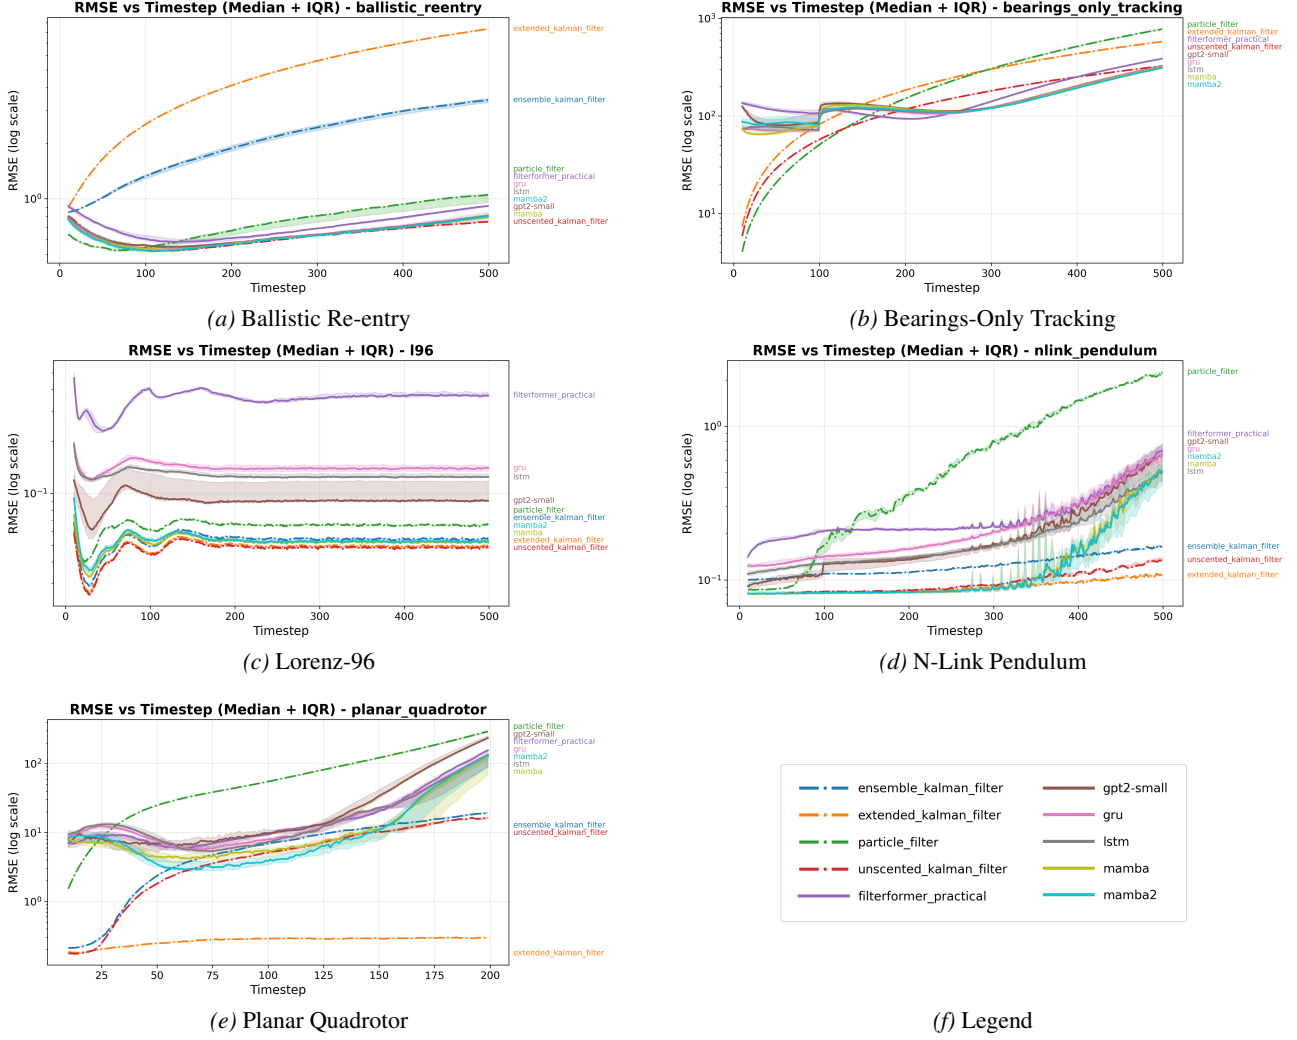 RMSE vs Timestep (Median + IQR) - ballistic_reentry
RMSE (log scale)
10⁰
0 100 200 300 400 500
Timestep
extended_kalman_filter
ensemble_kalman_filter
particle_filter
filterformer_practical
gru
lstm
mamba2
gpt2-small
mamba
unscented_kalman_filter
(a) Ballistic Re-entry
RMSE vs Timestep (Median + IQR) - bearings_only_tracking
RMSE (log scale)
10³
10²
10¹
0 100 200 300 400 500
Timestep
particle_filter
extended_kalman_filter
filterformer_practical
unscented_kalman_filter
gpt2-small
gru
lstm
mamba
mamba2
(b) Bearings-Only Tracking
RMSE vs Timestep (Median + IQR) - l96
RMSE (log scale)
10⁻¹
0 100 200 300 400 500
Timestep
filterformer_practical
gru
lstm
gpt2-small
particle_filter
ensemble_kalman_filter
mamba2
mamba
extended_kalman_filter
unscented_kalman_filter
(c) Lorenz-96
RMSE vs Timestep (Median + IQR) - nlink_pendulum
RMSE (log scale)
10⁰
10⁻¹
0 100 200 300 400 500
Timestep
particle_filter
filterformer_practical
gpt2-small
gru
mamba2
mamba
lstm
ensemble_kalman_filter
unscented_kalman_filter
extended_kalman_filter
(d) N-Link Pendulum
RMSE vs Timestep (Median + IQR) - planar_quadrotor
RMSE (log scale)
10²
10¹
10⁰
25 50 75 100 125 150 175 200
Timestep
particle_filter
gpt2-small
filterformer_practical
gru
mamba2
lstm
mamba
ensemble_kalman_filter
unscented_kalman_filter
extended_kalman_filter
(e) Planar Quadrotor
ensemble_kalman_filter
extended_kalman_filter
particle_filter
unscented_kalman_filter
filterformer_practical
gpt2-small
gru
lstm
mamba
mamba2
(f) Legend